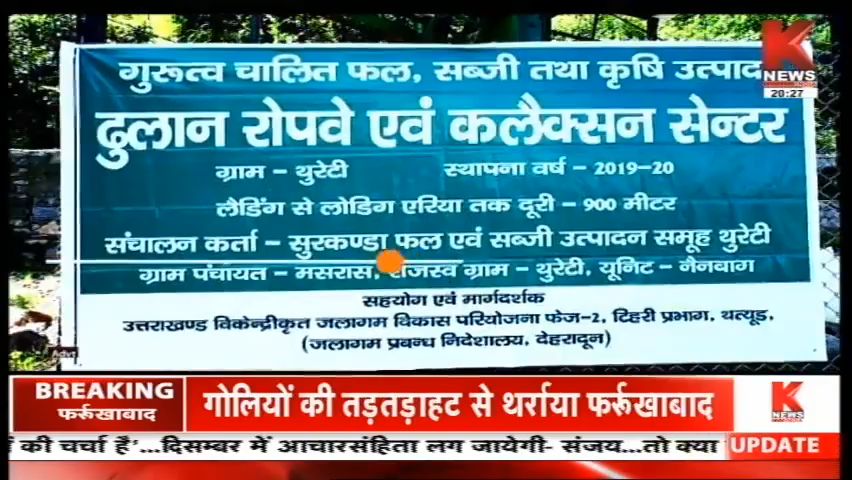 गुरूत्व चालित फल, सब्जी तथा कृषि उत्पाद
ढुलान रोपवे एवं कलैक्सन सेन्टर
ग्राम – थुरेटी स्थापना वर्ष – 2019-20
लैडिंग से लोडिंग एरिया तक दूरी – 900 मीटर
संचालन कर्ता – सुरकण्डा फल एवं सब्जी उत्पादन समूह थुरेटी
ग्राम पंचायत – मसरास, राजस्व ग्राम – थुरेटी, यूनिट – नैनबाग
सहयोग एवं मार्गदर्शक
उत्तराखण्ड विकेन्द्रीकृत जलागम विकास परियोजना फेज-2, टिहरी प्रभाग, थत्यूड़,
(जलागम प्रबन्ध निदेशालय, देहरादून)
K NEWS
20:27
Advt
BREAKING
फर्रूखाबाद
गोलियों की तड़तड़ाहट से थर्राया फर्रूखाबाद
K NEWS
की चर्चा है'...दिसम्बर में आचारसंहिता लग जायेगी- संजय...तो क्या
UPDATE